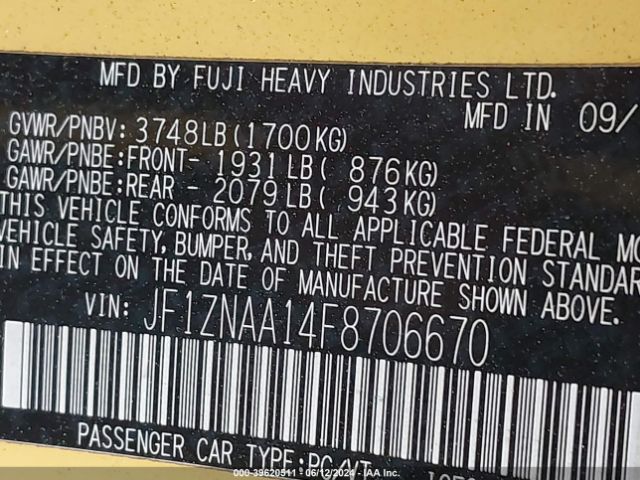 MFD BY FUJI HEAVY INDUSTRIES LTD.
MFD IN 09/
GVWR/PNBV: 3748LB(1700KG)
GAWR/PNBE:FRONT- 1931LB( 876KG)
GAWR/PNBE:REAR - 2079LB( 943KG)
THIS VEHICLE CONFORMS TO ALL APPLICABLE FEDERAL MO
VEHICLE SAFETY, BUMPER, AND THEFT PREVENTION STANDAR
IN EFFECT ON THE DATE OF MANUFACTURE SHOWN ABOVE.
VIN: JF1ZNAA14F8706670
PASSENGER CAR TYPE:PC/VT
000-39620511 - 06/12/2024 - IAA, Inc.